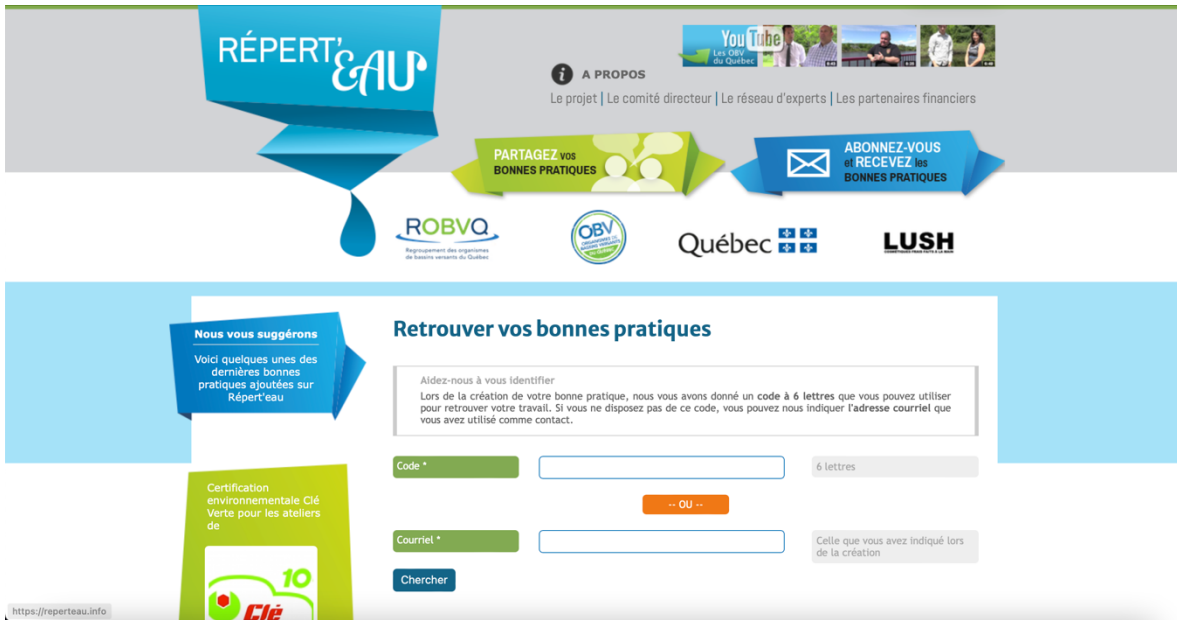 RÉPERT'EAU
YouTube
Les OBV
du Québec
i A PROPOS
Le projet | Le comité directeur | Le réseau d'experts | Les partenaires financiers
PARTAGEZ vos
BONNES PRATIQUES
ABONNEZ-VOUS
et RECEVEZ les
BONNES PRATIQUES
ROBVQ
Regroupement des organismes
de bassins versants du Québec
OBV
ORGANISMES DE
BASSINS VERSANTS
Québec
LUSH
Nous vous suggérons
Voici quelques unes des
dernières bonnes
pratiques ajoutées sur
Répert'eau
Retrouver vos bonnes pratiques
Aidez-nous à vous identifier
Lors de la création de votre bonne pratique, nous vous avons donné un code à 6 lettres que vous pouvez utiliser
pour retrouver votre travail. Si vous ne disposez pas de ce code, vous pouvez nous indiquer l'adresse courriel que
vous avez utilisé comme contact.
Code *
6 lettres
-- OU --
Courriel *
Celle que vous avez indiqué lors
de la création
Chercher
Certification
environnementale Clé
Verte pour les ateliers
de
10
Clé
https://reperteau.info